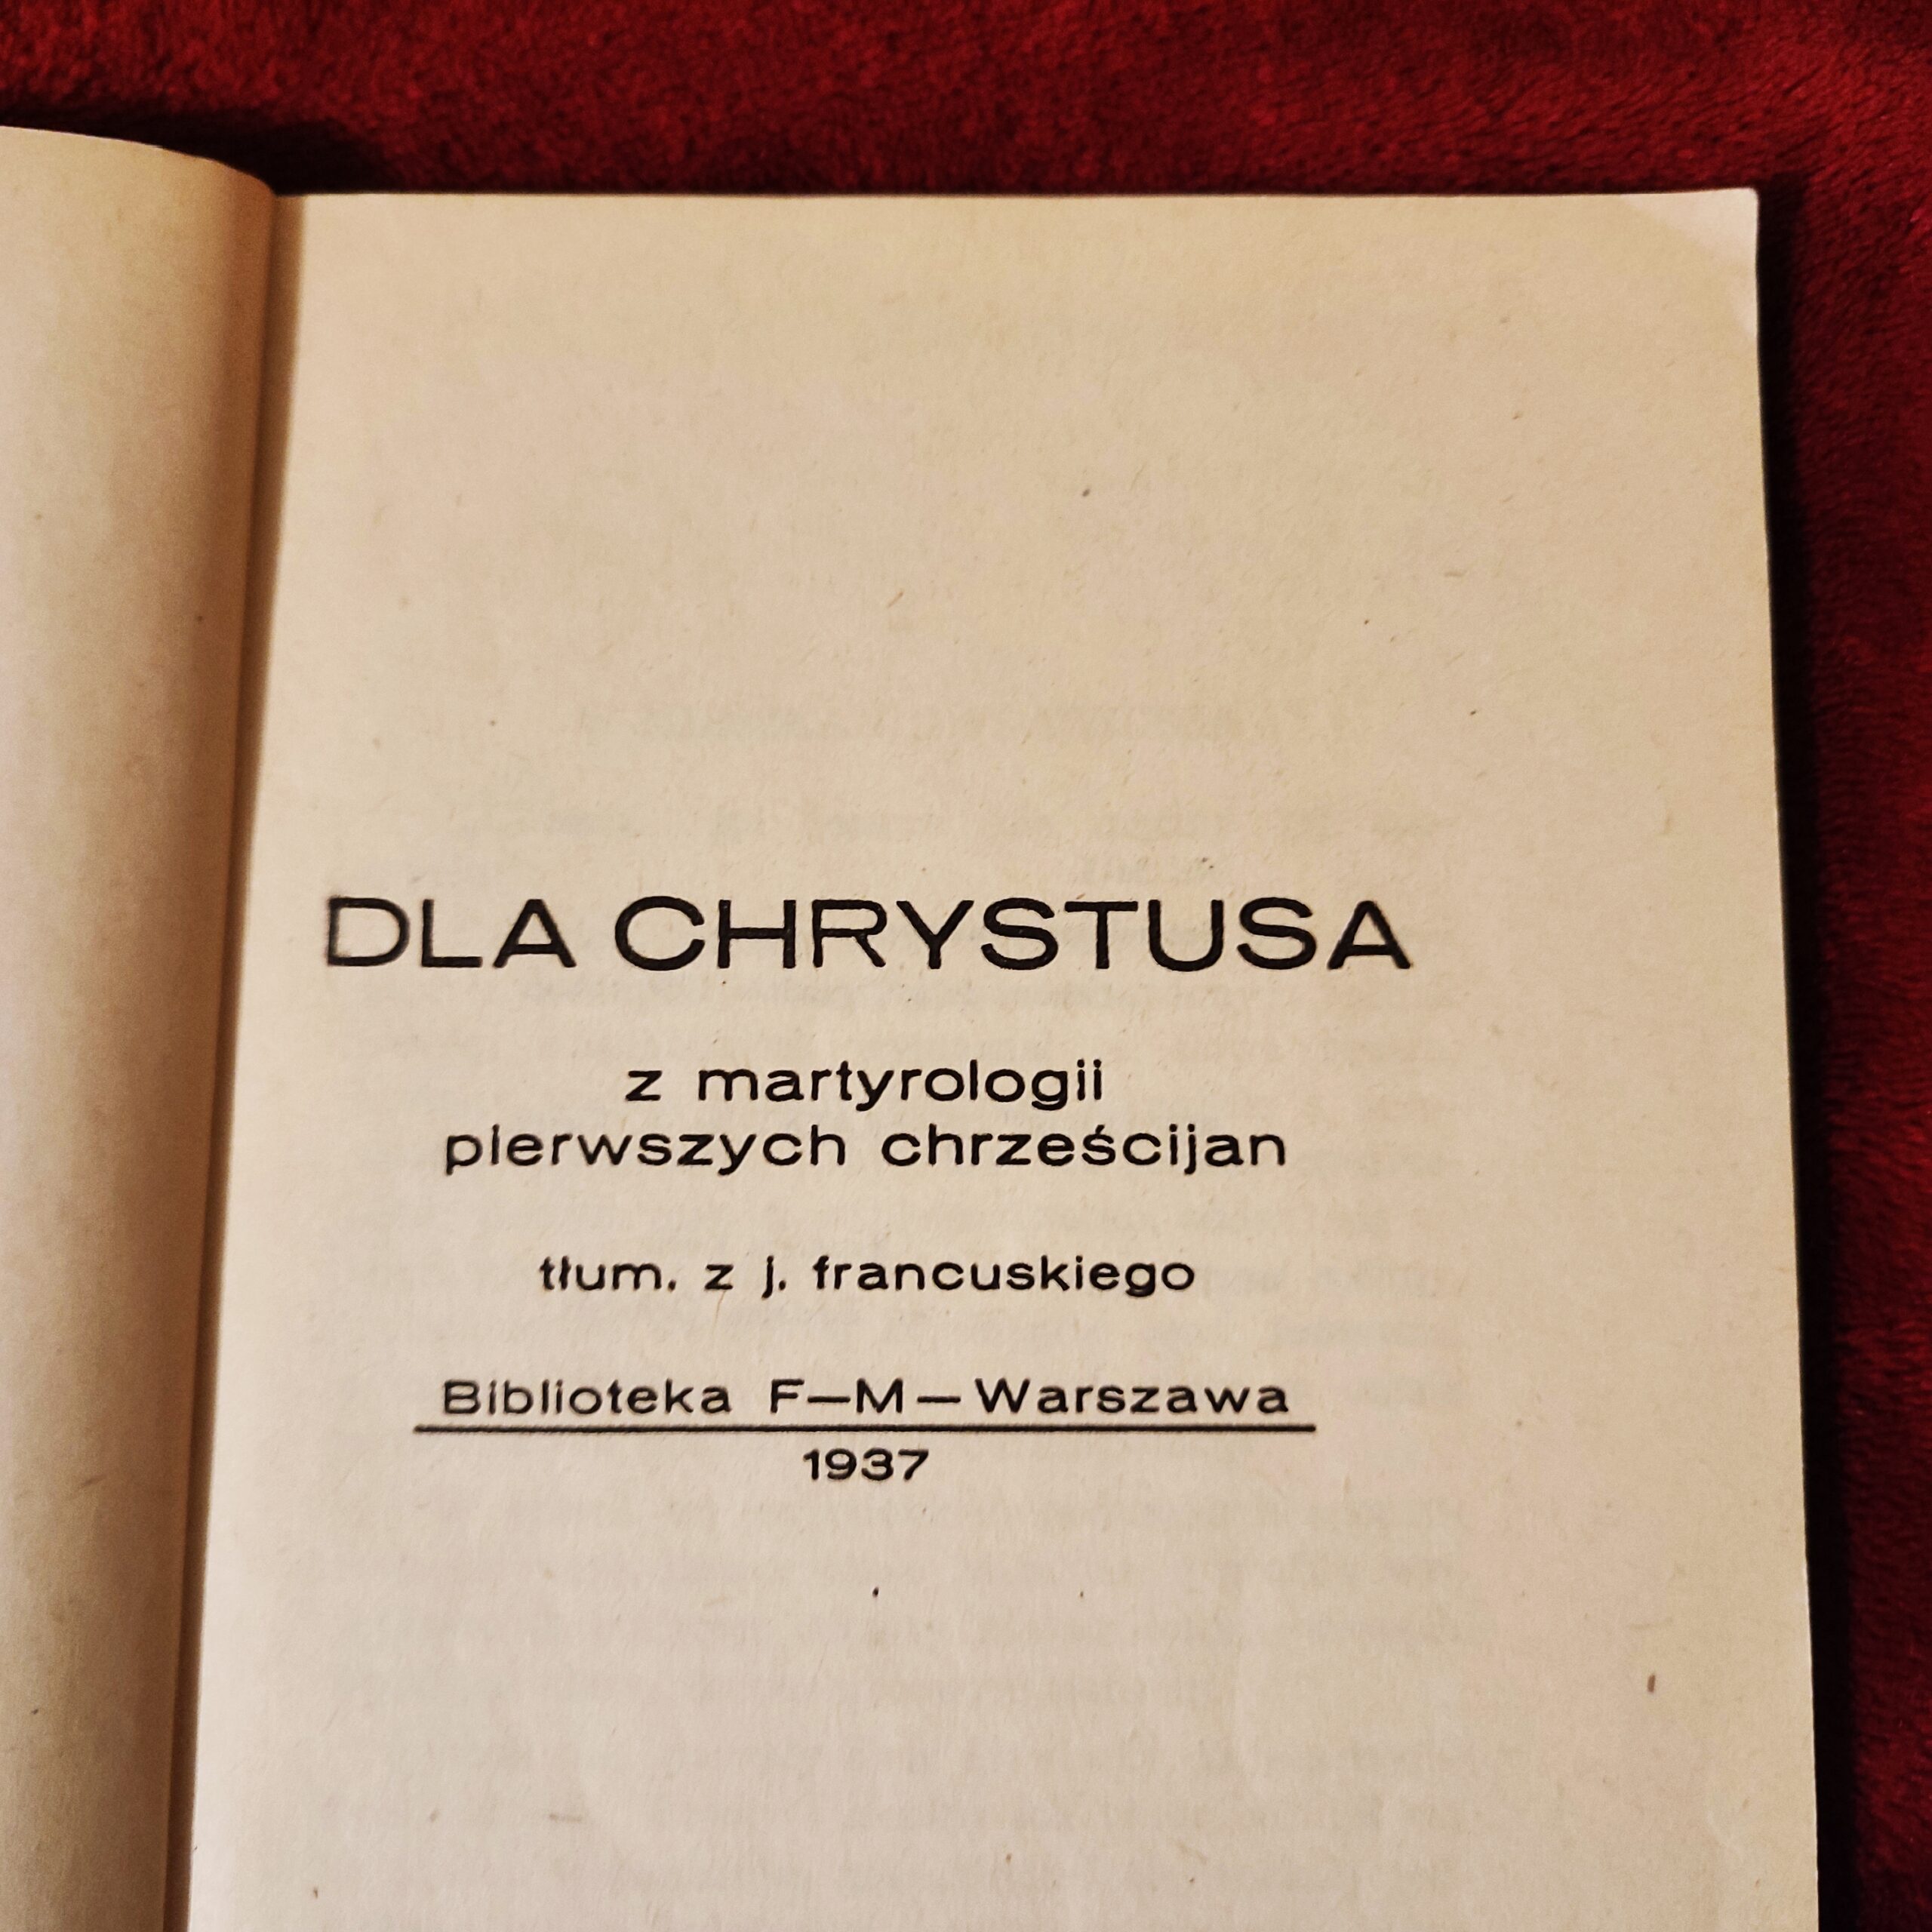 DLA CHRYSTUSA
z martyrologii
pierwszych chrześcijan
tłum. z j. francuskiego
Biblioteka F—M—Warszawa
1937